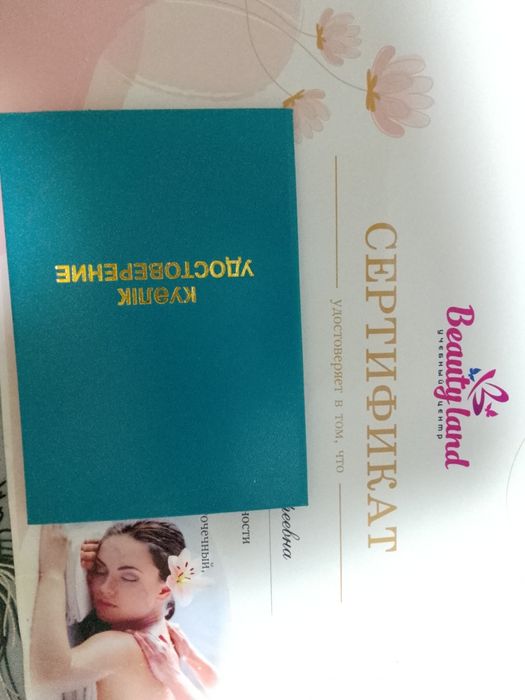 Beauty land
учебный центр
СЕРТИФИКАТ
удостоверяет в том, что
КУӘЛІК
УДОСТОВЕРЕНИЕ